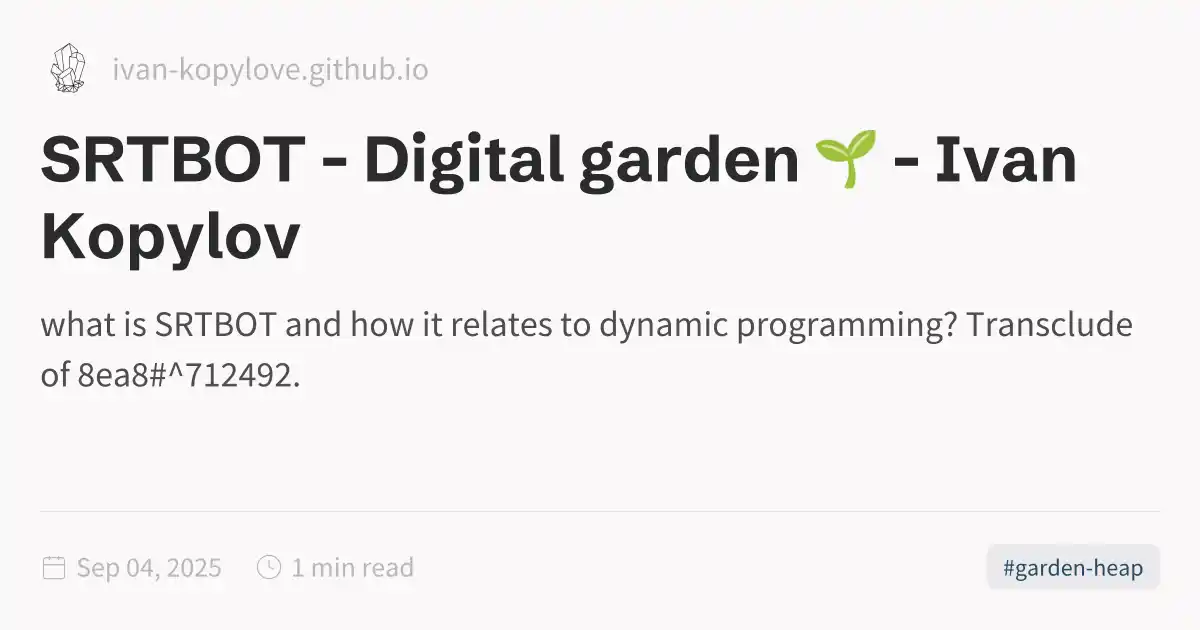 ivan-kopylove.github.io
SRTBOT - Digital garden 🌱 - Ivan
Kopylov
what is SRTBOT and how it relates to dynamic programming? Transclude
of 8ea8#^712492.
Sep 04, 2025 1 min read #garden-heap